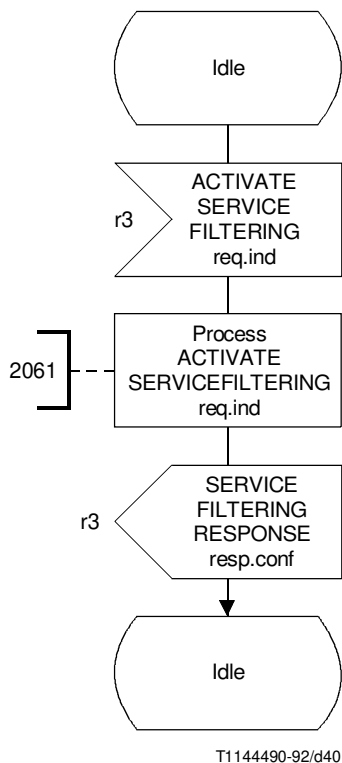 Idle
r3
ACTIVATE
SERVICE
FILTERING
req.ind
2061
Process
ACTIVATE
SERVICEFILTERING
req.ind
r3
SERVICE
FILTERING
RESPONSE
resp.conf
Idle
T1144490-92/d40